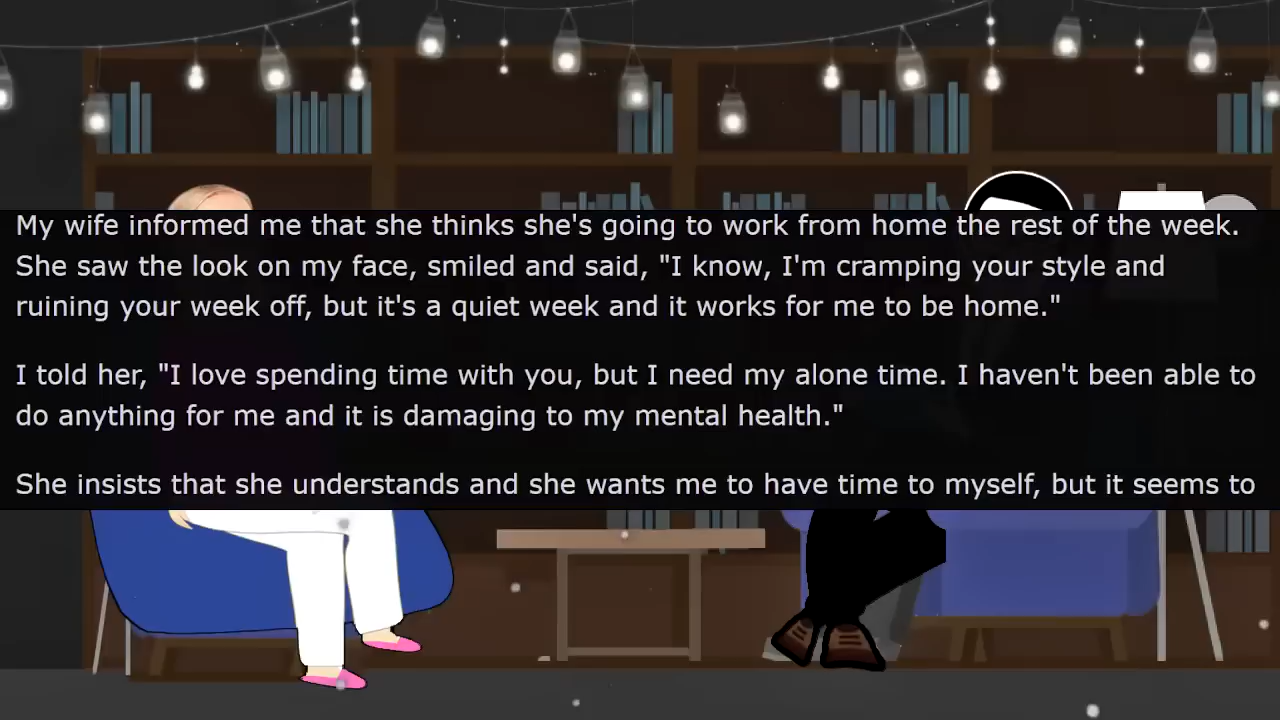 My wife informed me that she thinks she's going to work from home the rest of the week.
She saw the look on my face, smiled and said, "I know, I'm cramping your style and
ruining your week off, but it's a quiet week and it works for me to be home."
I told her, "I love spending time with you, but I need my alone time. I haven't been able to
do anything for me and it is damaging to my mental health."
She insists that she understands and she wants me to have time to myself, but it seems to